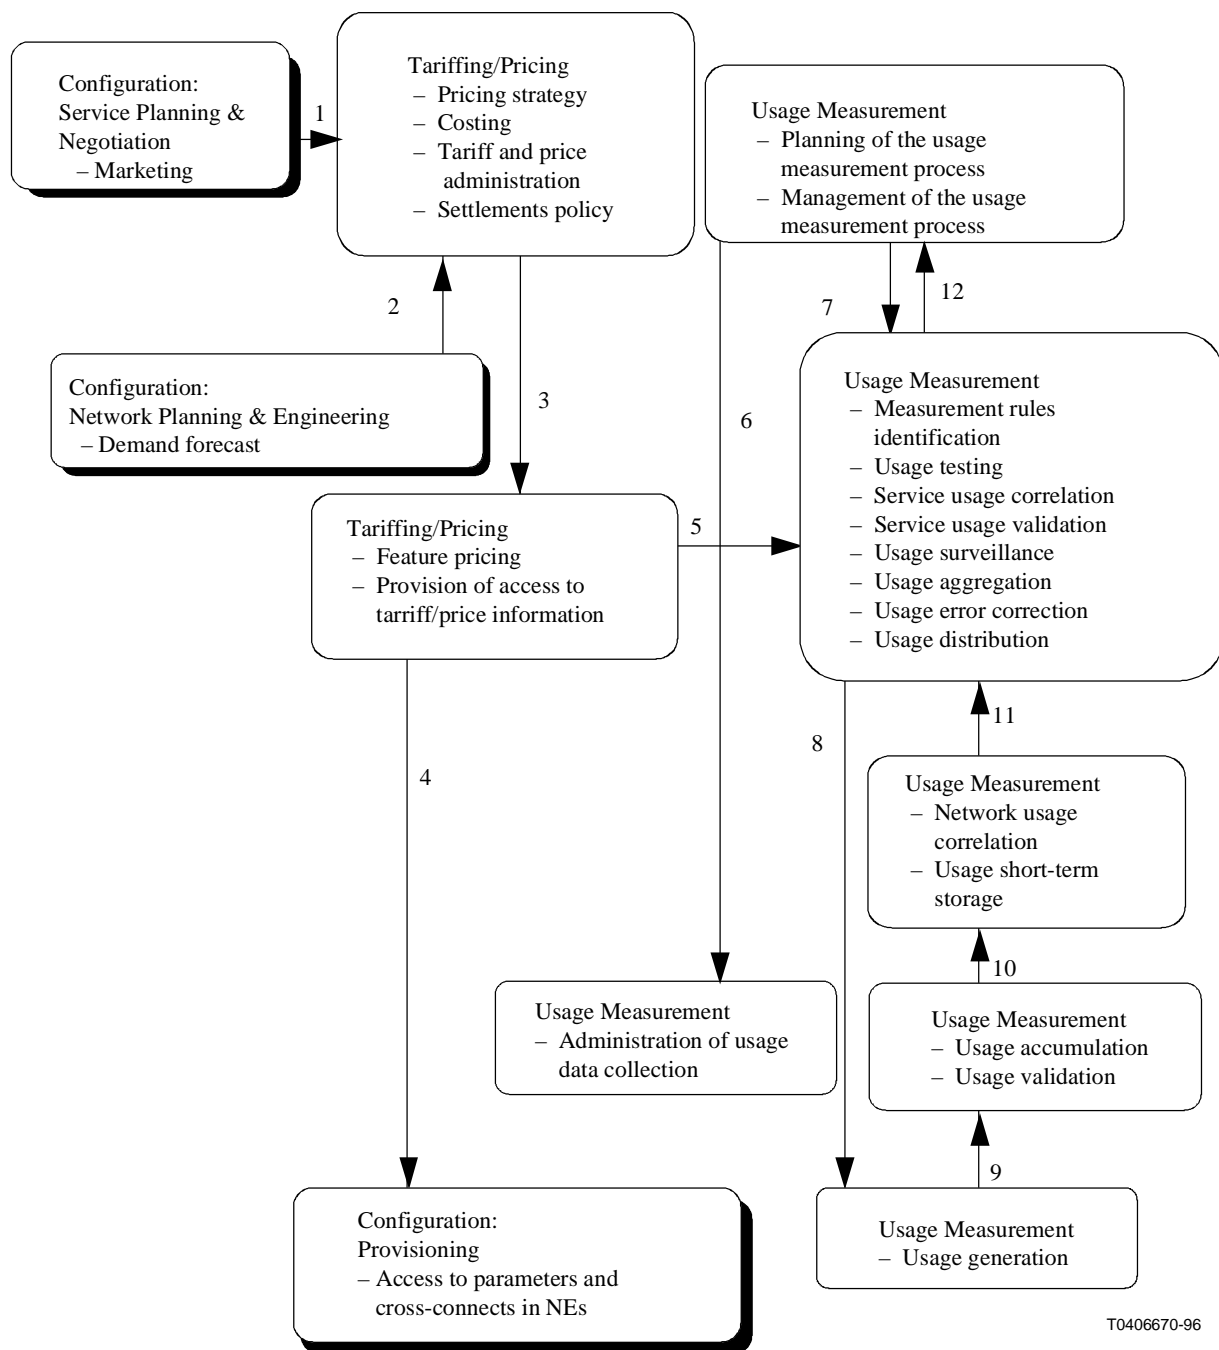 Configuration:
Service Planning &
Negotiation
– Marketing
1
Tariffing/Pricing
– Pricing strategy
– Costing
– Tariff and price
administration
– Settlements policy
Usage Measurement
– Planning of the usage
measurement process
– Management of the usage
measurement process
2
7
12
Configuration:
Network Planning & Engineering
– Demand forecast
3
6
Usage Measurement
– Measurement rules
identification
– Usage testing
– Service usage correlation
– Service usage validation
– Usage surveillance
– Usage aggregation
– Usage error correction
– Usage distribution
Tariffing/Pricing
– Feature pricing
– Provision of access to
tarriff/price information
5
4
8
11
Usage Measurement
– Network usage
correlation
– Usage short-term
storage
10
Usage Measurement
– Administration of usage
data collection
Usage Measurement
– Usage accumulation
– Usage validation
9
Configuration:
Provisioning
– Access to parameters and
cross-connects in NEs
Usage Measurement
– Usage generation
T0406670-96